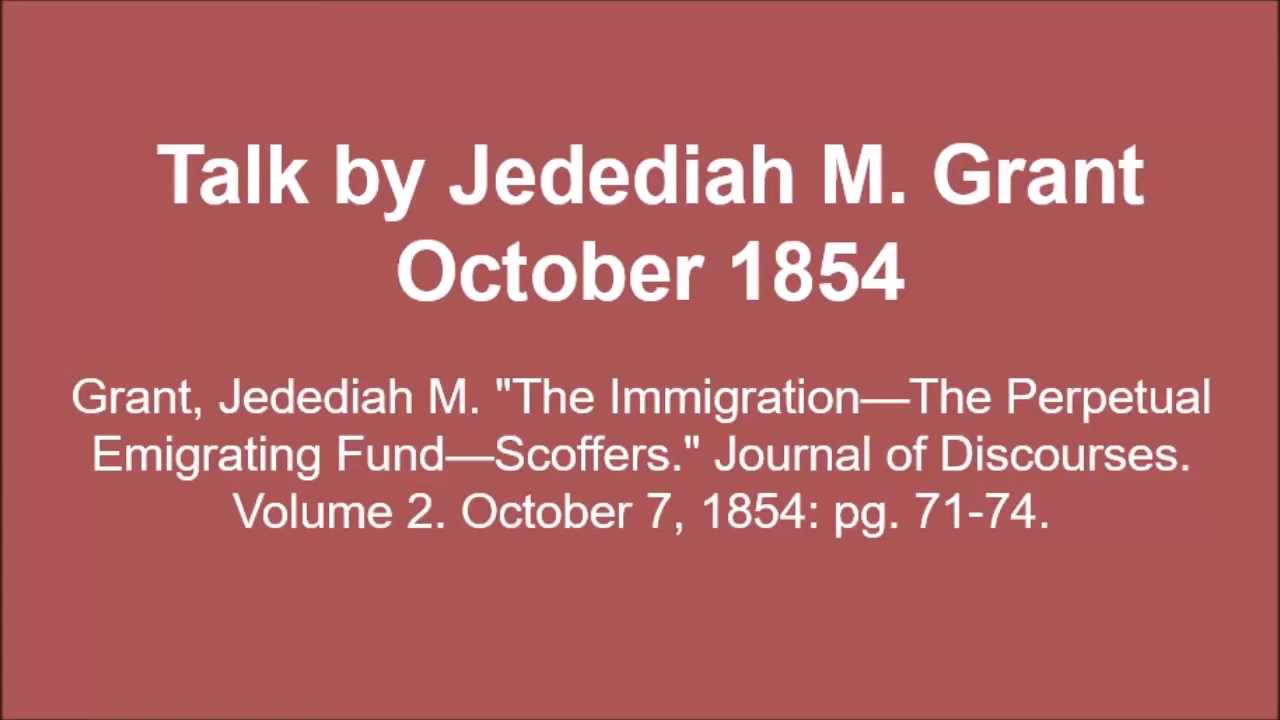 Talk by Jedediah M. Grant
October 1854
Grant, Jedediah M. "The Immigration—The Perpetual
Emigrating Fund—Scoffers." Journal of Discourses.
Volume 2. October 7, 1854: pg. 71-74.